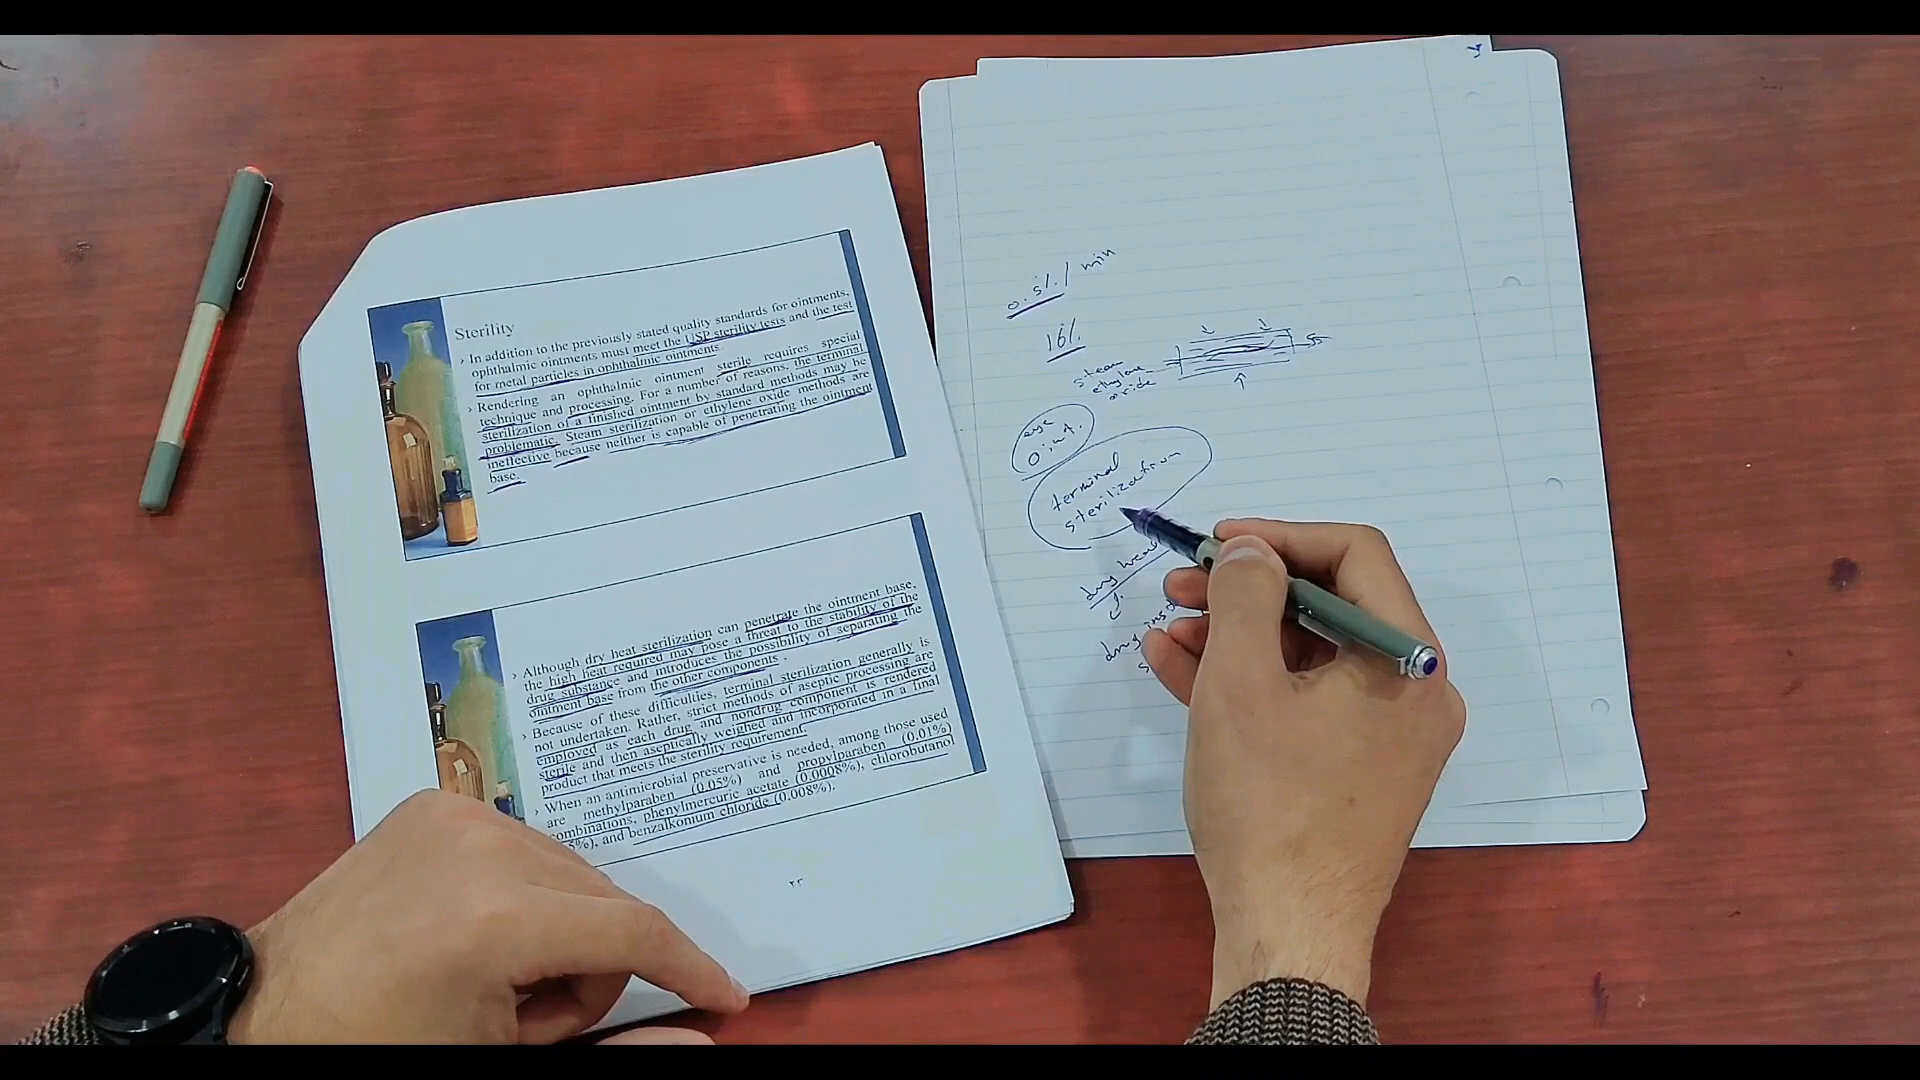 Sterility
› In addition to the previously stated quality standards for ointments,
ophthalmic ointments must meet the USP sterility tests and the test
for metal particles in ophthalmic ointments.
› Rendering an ophthalmic ointment sterile requires special
technique and processing. For a number of reasons, the terminal
sterilization of a finished ointment by standard methods may be
problematic. Steam sterilization or ethylene oxide methods are
ineffective because neither is capable of penetrating the ointment
base.
› Although dry heat sterilization can penetrate the ointment base,
the high heat required may pose a threat to the stability of the
drug substance and introduces the possibility of separating the
ointment base from the other components.
› Because of these difficulties, terminal sterilization generally is
not undertaken. Rather, strict methods of aseptic processing are
employed as each drug and nondrug component is rendered
sterile and then aseptically weighed and incorporated in a final
product that meets the sterility requirement.
› When an antimicrobial preservative is needed, among those used
are methylparaben (0.05%) and propylparaben (0.01%)
combinations, phenylmercuric acetate (0.0008%), chlorobutanol
5%), and benzalkonium chloride (0.008%).
٢٣
0.5% / min
16%
steam
ethylene
oxide
eye
oint.
terminal
sterilization
dry heat
drug